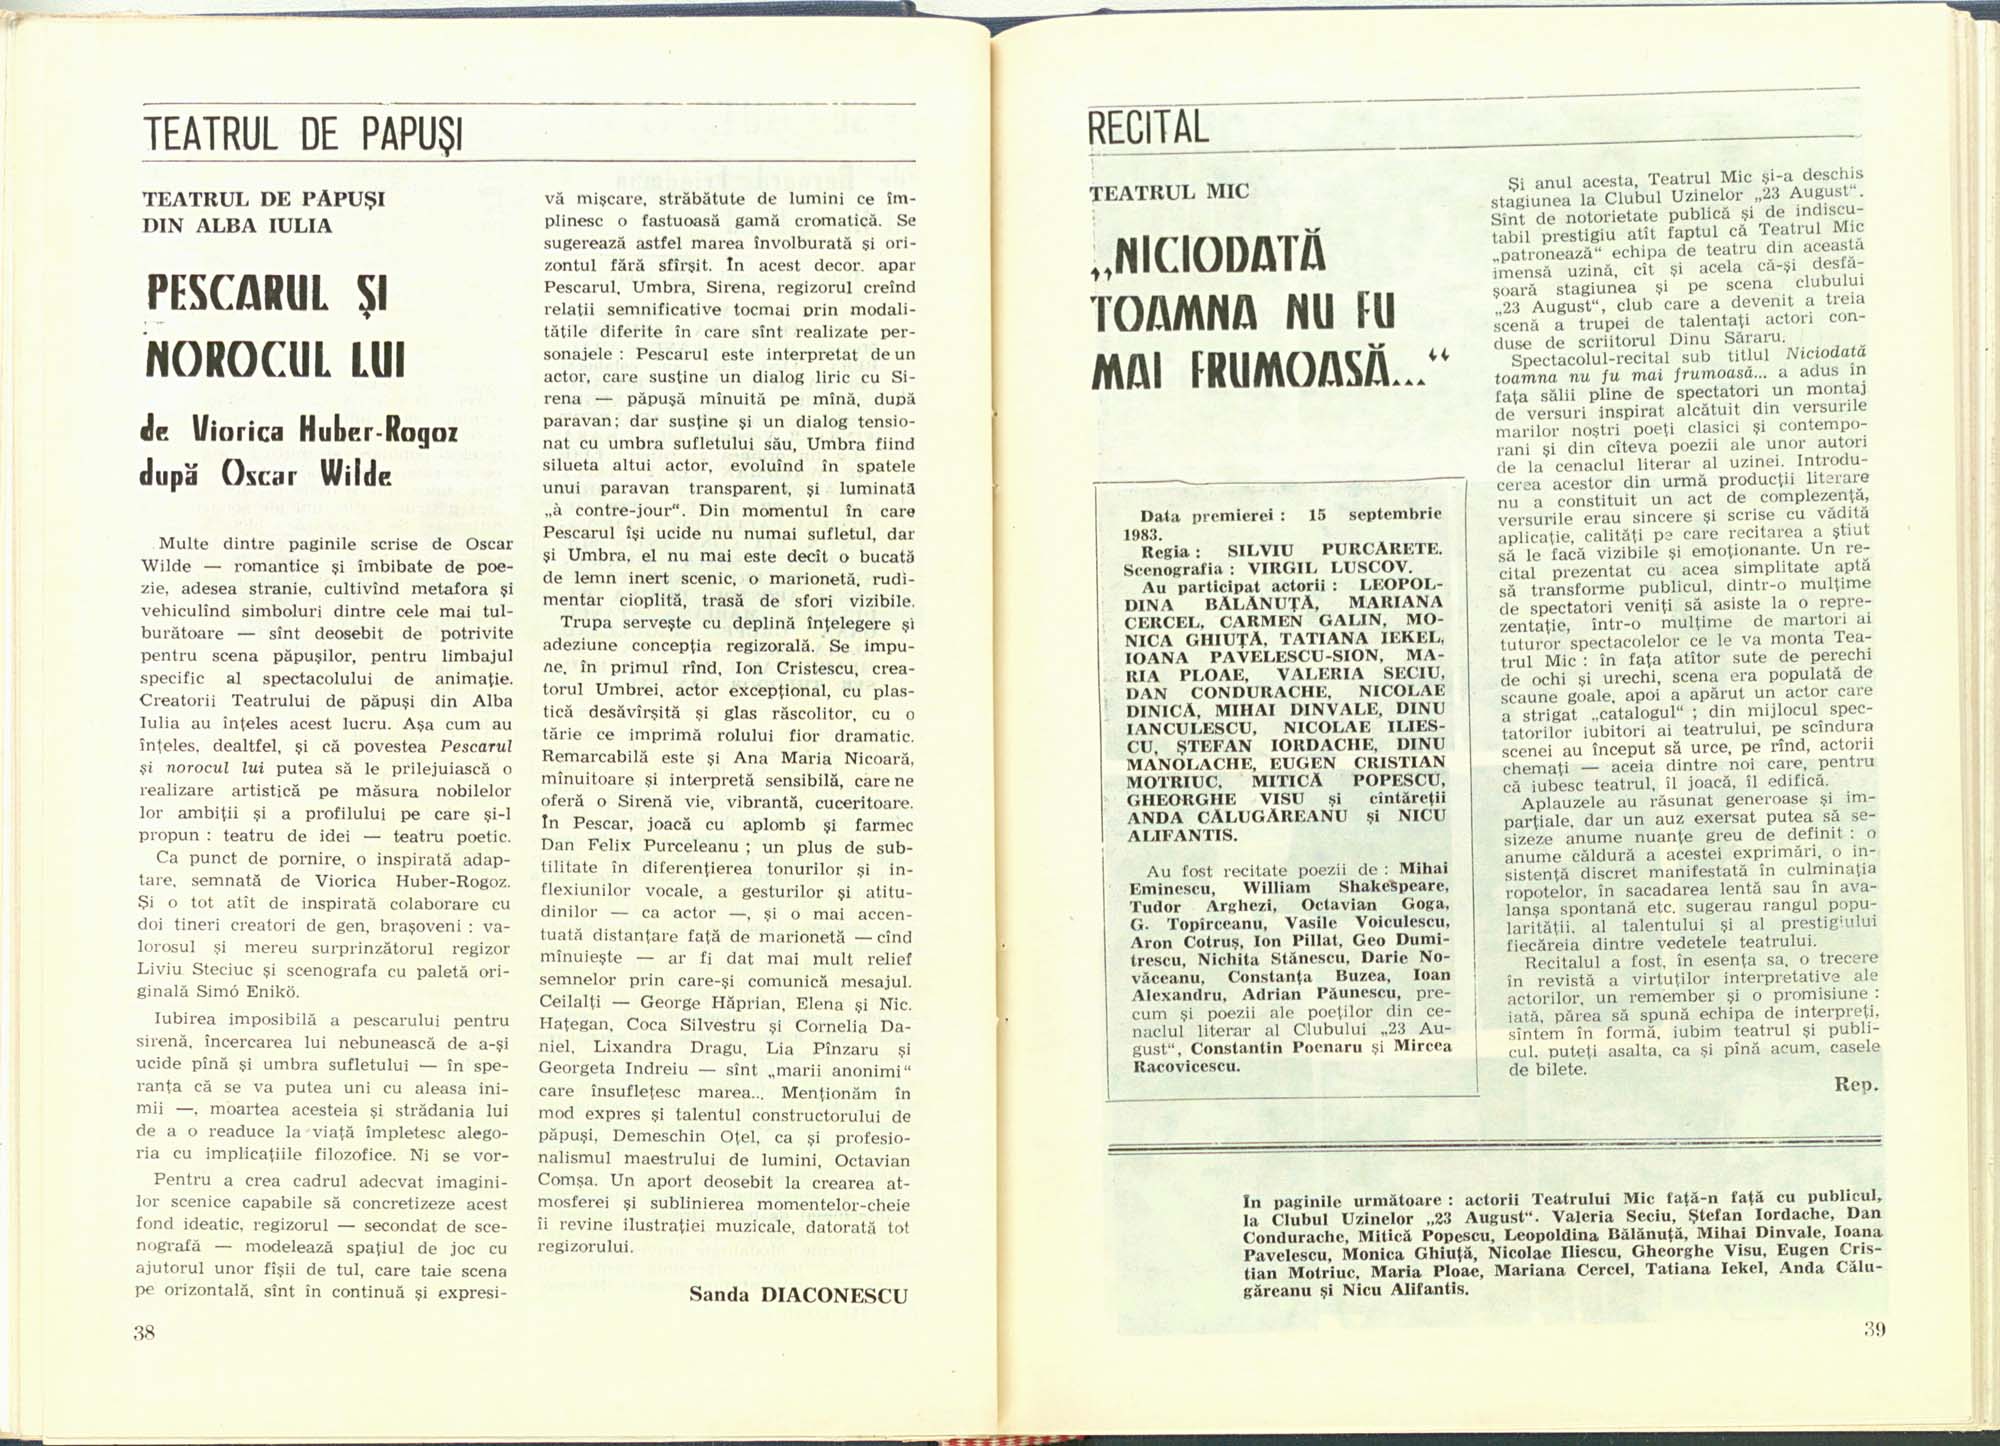 TEATRUL DE PAPUȘI
TEATRUL DE PĂPUȘI
DIN ALBA IULIA
PESCARUL ȘI
NOROCUL LUI
de Viorica Huber-Rogoz
după Oscar Wilde
Multe dintre paginile scrise de Oscar
Wilde — romantice și îmbibate de poe-
zie, adesea stranie, cultivînd metafora și
vehiculînd simboluri dintre cele mai tul-
burătoare — sînt deosebit de potrivite
pentru scena păpușilor, pentru limbajul
specific al spectacolului de animație.
Creatorii Teatrului de păpuși din Alba
Iulia au înțeles acest lucru. Așa cum au
înțeles, dealtfel, și că povestea Pescarul
și norocul lui putea să le prilejuiască o
realizare artistică pe măsura nobilelor
lor ambiții și a profilului pe care și-l
propun : teatru de idei — teatru poetic.
Ca punct de pornire, o inspirată adap-
tare, semnată de Viorica Huber-Rogoz.
Și o tot atît de inspirată colaborare cu
doi tineri creatori de gen, brașoveni : va-
lorosul și mereu surprinzătorul regizor
Liviu Steciuc și scenografa cu paletă ori-
ginală Simó Enikö.
Iubirea imposibilă a pescarului pentru
sirenă, încercarea lui nebunească de a-și
ucide pînă și umbra sufletului — în spe-
ranța că se va putea uni cu aleasa ini-
mii —, moartea acesteia și strădania lui
de a o readuce la viață împletesc alego-
ria cu implicațiile filozofice. Ni se vor-
Pentru a crea cadrul adecvat imagini-
lor scenice capabile să concretizeze acest
fond ideatic, regizorul — secondat de sce-
nografă — modelează spațiul de joc cu
ajutorul unor fîșii de tul, care taie scena
pe orizontală, sînt în continuă și expresi-
vă mișcare, străbătute de lumini ce îm-
plinesc o fastuoasă gamă cromatică. Se
sugerează astfel marea învolburată și ori-
zontul fără sfîrșit. În acest decor. apar
Pescarul, Umbra, Sirena, regizorul creînd
relații semnificative tocmai prin modali-
tățile diferite în care sînt realizate per-
sonajele : Pescarul este interpretat de un
actor, care susține un dialog liric cu Si-
rena — păpușă mînuită pe mînă, după
paravan; dar susține și un dialog tensio-
nat cu umbra sufletului său, Umbra fiind
silueta altui actor, evoluînd în spatele
unui paravan transparent, și luminată
„à contre-jour“. Din momentul în care
Pescarul își ucide nu numai sufletul, dar
și Umbra, el nu mai este decît o bucată
de lemn inert scenic, o marionetă, rudi-
mentar cioplită, trasă de sfori vizibile.
Trupa servește cu deplină înțelegere și
adeziune concepția regizorală. Se impu-
ne, în primul rînd, Ion Cristescu, crea-
torul Umbrei, actor excepțional, cu plas-
tică desăvîrșită și glas răscolitor, cu o
tărie ce imprimă rolului fior dramatic.
Remarcabilă este și Ana Maria Nicoară,
mînuitoare și interpretă sensibilă, care ne
oferă o Sirenă vie, vibrantă, cuceritoare.
În Pescar, joacă cu aplomb și farmec
Dan Felix Purceleanu ; un plus de sub-
tilitate în diferențierea tonurilor și in-
flexiunilor vocale, a gesturilor și atitu-
dinilor — ca actor —, și o mai accen-
tuată distanțare față de marionetă — cînd
mînuiește — ar fi dat mai mult relief
semnelor prin care-și comunică mesajul.
Ceilalți — George Hăprian, Elena și Nic.
Hațegan, Coca Silvestru și Cornelia Da-
niel, Lixandra Dragu, Lia Pînzaru și
Georgeta Indreiu — sînt „marii anonimi“
care însuflețesc marea... Menționăm în
mod expres și talentul constructorului de
păpuși, Demeschin Oțel, ca și profesio-
nalismul maestrului de lumini, Octavian
Comșa. Un aport deosebit la crearea at-
mosferei și sublinierea momentelor-cheie
îi revine ilustrației muzicale, datorată tot
regizorului.
Sanda DIACONESCU
38
RECITAL
TEATRUL MIC
„NICIODATĂ
TOAMNA NU FU
MAI FRUMOASĂ...“
Data premierei : 15 septembrie
1983.
Regia : SILVIU PURCĂRETE.
Scenografia : VIRGIL LUSCOV.
Au participat actorii : LEOPOL-
DINA BĂLĂNUȚĂ, MARIANA
CERCEL, CARMEN GALIN, MO-
NICA GHIUȚĂ, TATIANA IEKEL,
IOANA PAVELESCU-SION, MA-
RIA PLOAE, VALERIA SECIU,
DAN CONDURACHE, NICOLAE
DINICĂ, MIHAI DINVALE, DINU
IANCULESCU, NICOLAE ILIES-
CU, ȘTEFAN IORDACHE, DINU
MANOLACHE, EUGEN CRISTIAN
MOTRIUC, MITICĂ POPESCU,
GHEORGHE VISU și cîntăreții
ANDA CĂLUGĂREANU și NICU
ALIFANTIS.
Au fost recitate poezii de : Mihai
Eminescu, William Shakespeare,
Tudor Arghezi, Octavian Goga,
G. Topîrceanu, Vasile Voiculescu,
Aron Cotruș, Ion Pillat, Geo Dumi-
trescu, Nichita Stănescu, Darie No-
văceanu, Constanța Buzea, Ioan
Alexandru, Adrian Păunescu, pre-
cum și poezii ale poeților din ce-
naclul literar al Clubului „23 Au-
gust“, Constantin Poenaru și Mircea
Racovicescu.
Și anul acesta, Teatrul Mic și-a deschis
stagiunea la Clubul Uzinelor „23 August“.
Sînt de notorietate publică și de indiscu-
tabil prestigiu atît faptul că Teatrul Mic
„patronează“ echipa de teatru din această
imensă uzină, cît și acela că-și desfă-
șoară stagiunea și pe scena clubului
„23 August“, club care a devenit a treia
scenă a trupei de talentați actori con-
duse de scriitorul Dinu Săraru.
Spectacolul-recital sub titlul Niciodată
toamna nu fu mai frumoasă... a adus în
fața sălii pline de spectatori un montaj
de versuri inspirat alcătuit din versurile
marilor noștri poeți clasici și contempo-
rani și din cîteva poezii ale unor autori
de la cenaclul literar al uzinei. Introdu-
cerea acestor din urmă producții literare
nu a constituit un act de complezență,
versurile erau sincere și scrise cu vădită
aplicație, calități pe care recitarea a știut
să le facă vizibile și emoționante. Un re-
cital prezentat cu acea simplitate aptă
să transforme publicul, dintr-o mulțime
de spectatori veniți să asiste la o repre-
zentație, într-o mulțime de martori ai
tuturor spectacolelor ce le va monta Tea-
trul Mic : în fața atîtor sute de perechi
de ochi și urechi, scena era populată de
scaune goale, apoi a apărut un actor care
a strigat „catalogul“ ; din mijlocul spec-
tatorilor iubitori ai teatrului, pe scîndura
scenei au început să urce, pe rînd, actorii
chemați — aceia dintre noi care, pentru
că iubesc teatrul, îl joacă, îl edifică.
Aplauzele au răsunat generoase și im-
parțiale, dar un auz exersat putea să se-
sizeze anume nuanțe greu de definit : o
anume căldură a acestei exprimări, o in-
sistență discret manifestată în culminația
ropotelor, în sacadarea lentă sau în ava-
lanșa spontană etc. sugerau rangul popu-
larității, al talentului și al prestigiului
fiecăreia dintre vedetele teatrului.
Recitalul a fost, în esența sa, o trecere
în revistă a virtuților interpretative ale
actorilor, un remember și o promisiune :
iată, părea să spună echipa de interpreți,
sîntem în formă, iubim teatrul și publi-
cul, puteți asalta, ca și pînă acum, casele
de bilete.
Rep.
În paginile următoare : actorii Teatrului Mic față-n față cu publicul,
la Clubul Uzinelor „23 August“. Valeria Seciu, Ștefan Iordache, Dan
Condurache, Mitică Popescu, Leopoldina Bălănuță, Mihai Dinvale, Ioana
Pavelescu, Monica Ghiuță, Nicolae Iliescu, Gheorghe Visu, Eugen Cris-
tian Motriuc, Maria Ploae, Mariana Cercel, Tatiana Iekel, Anda Călu-
găreanu și Nicu Alifantis.
39